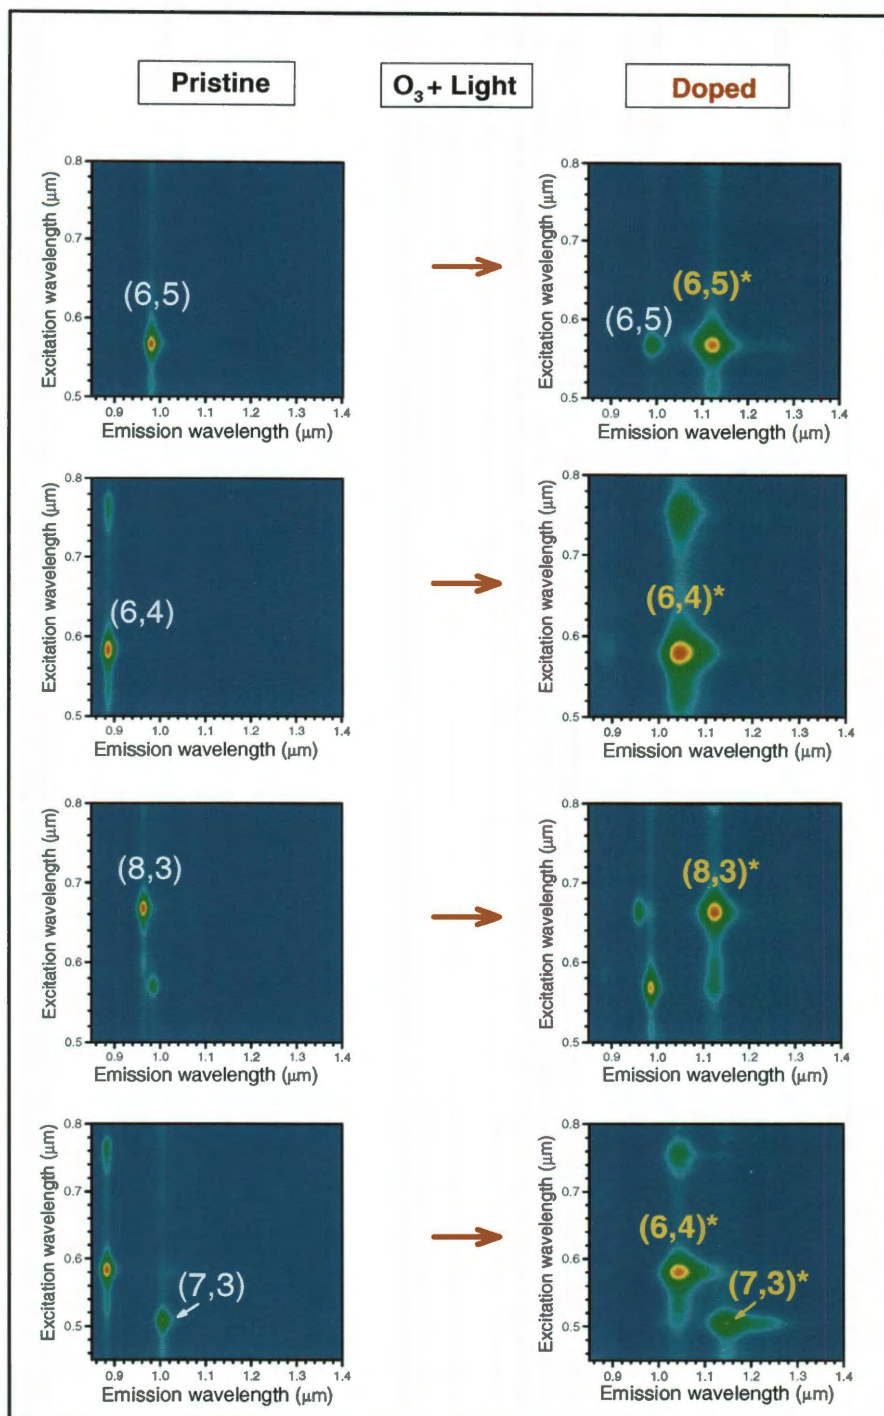 Pristine
O3 + Light
Doped
Excitation wavelength (μm)
0.8
0.7
0.6
0.5
(6,5)
0.9 1.0 1.1 1.2 1.3 1.4
Emission wavelength (μm)
Excitation wavelength (μm)
0.8
0.7
0.6
0.5
(6,5)*
(6,5)
0.9 1.0 1.1 1.2 1.3 1.4
Emission wavelength (μm)
Excitation wavelength (μm)
0.8
0.7
0.6
0.5
(6,4)
0.9 1.0 1.1 1.2 1.3 1.4
Emission wavelength (μm)
Excitation wavelength (μm)
0.8
0.7
0.6
0.5
(6,4)*
0.9 1.0 1.1 1.2 1.3 1.4
Emission wavelength (μm)
Excitation wavelength (μm)
0.8
0.7
0.6
0.5
(8,3)
0.9 1.0 1.1 1.2 1.3 1.4
Emission wavelength (μm)
Excitation wavelength (μm)
0.8
0.7
0.6
0.5
(8,3)*
0.9 1.0 1.1 1.2 1.3 1.4
Emission wavelength (μm)
Excitation wavelength (μm)
0.8
0.7
0.6
0.5
(7,3)
0.9 1.0 1.1 1.2 1.3 1.4
Emission wavelength (μm)
Excitation wavelength (μm)
0.8
0.7
0.6
0.5
(6,4)*
(7,3)*
0.9 1.0 1.1 1.2 1.3 1.4
Emission wavelength (μm)